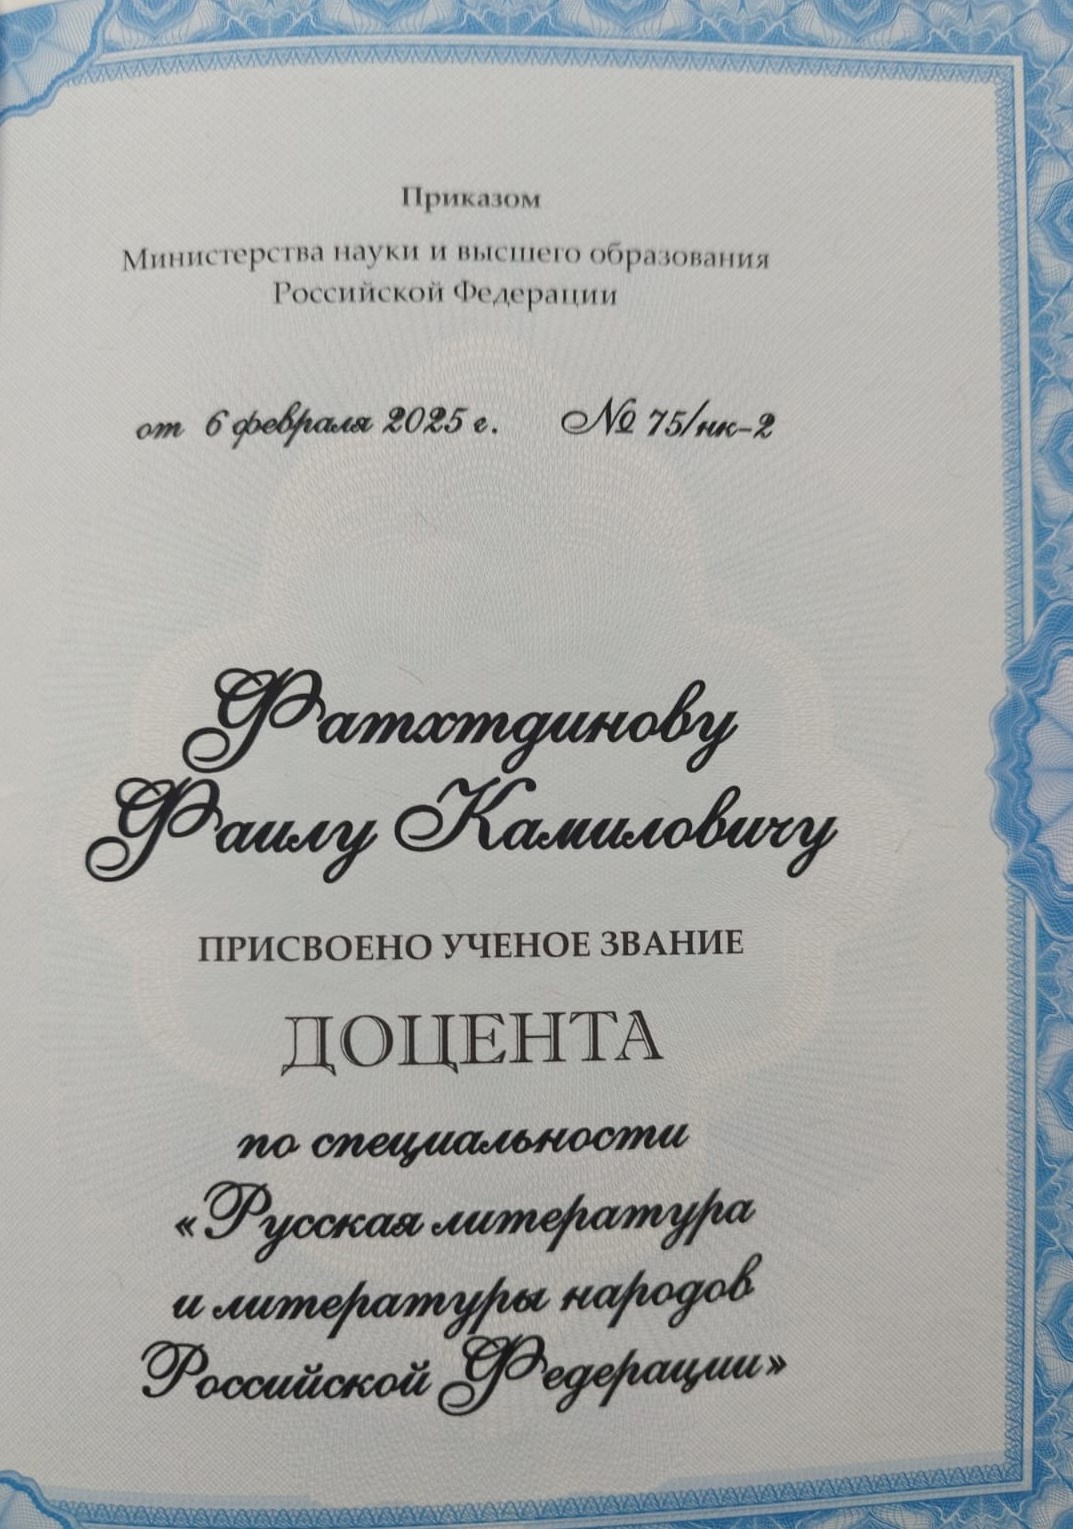 Приказом
Министерства науки и высшего образования
Российской Федерации
от 6 февраля 2025 г. № 75/нк-2
Фатхтдинову
Фаилу Камиловичу
ПРИСВОЕНО УЧЕНОЕ ЗВАНИЕ
ДОЦЕНТА
по специальности
«Русская литература
и литературы народов
Российской Федерации»